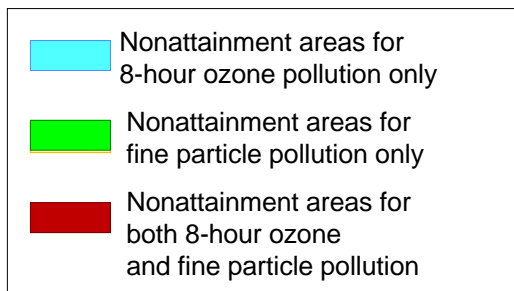 Nonattainment areas for
8-hour ozone pollution only
Nonattainment areas for
fine particle pollution only
Nonattainment areas for
both 8-hour ozone
and fine particle pollution